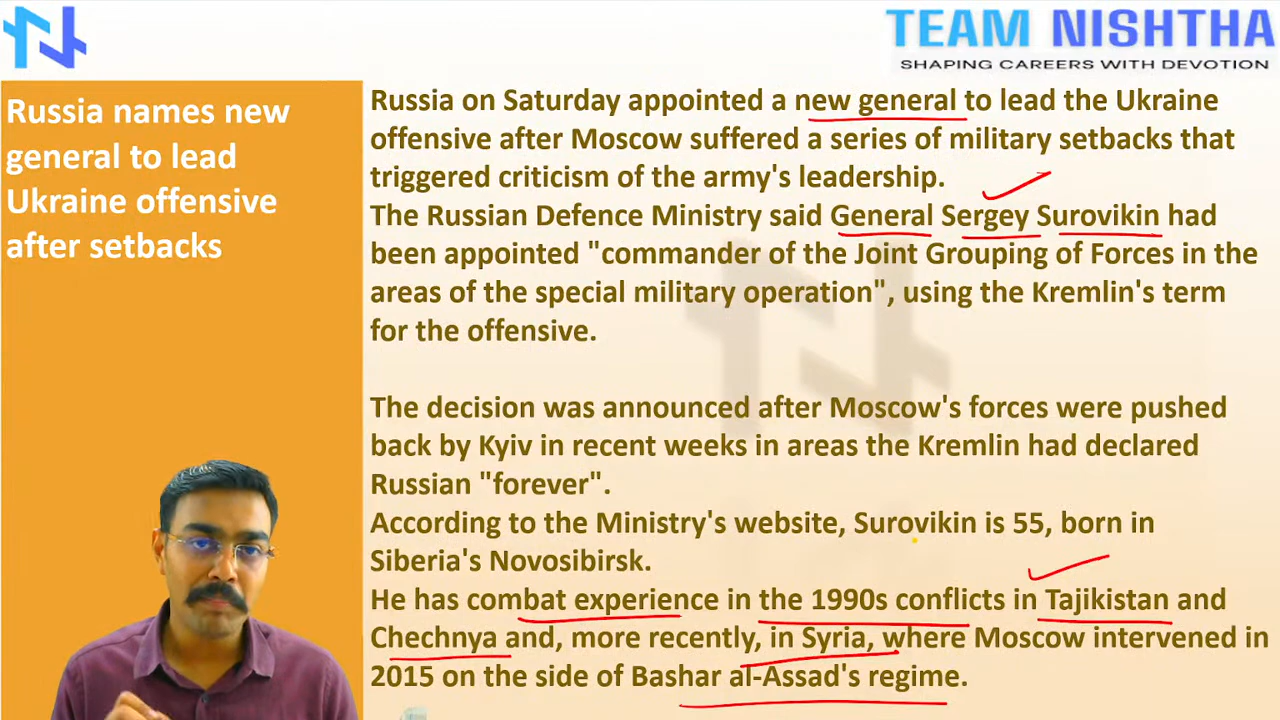 TEAM NISHTHA
SHAPING CAREERS WITH DEVOTION
Russia names new
general to lead
Ukraine offensive
after setbacks
Russia on Saturday appointed a new general to lead the Ukraine
offensive after Moscow suffered a series of military setbacks that
triggered criticism of the army's leadership.
The Russian Defence Ministry said General Sergey Surovikin had
been appointed "commander of the Joint Grouping of Forces in the
areas of the special military operation", using the Kremlin's term
for the offensive.
The decision was announced after Moscow's forces were pushed
back by Kyiv in recent weeks in areas the Kremlin had declared
Russian "forever".
According to the Ministry's website, Surovikin is 55, born in
Siberia's Novosibirsk.
He has combat experience in the 1990s conflicts in Tajikistan and
Chechnya and, more recently, in Syria, where Moscow intervened in
2015 on the side of Bashar al-Assad's regime.